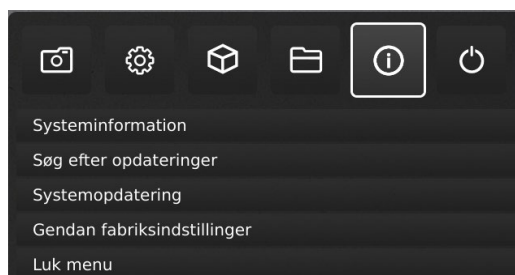 Systeminformation
Søg efter opdateringer
Systemopdatering
Gendan fabriksindstillinger
Luk menu